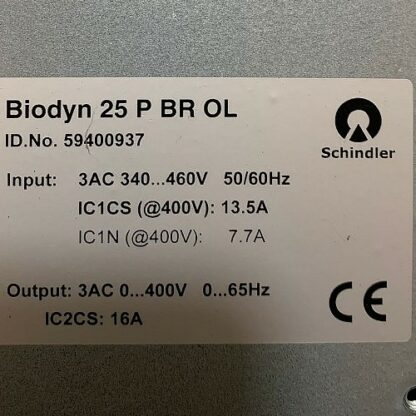 Biodyn 25 P BR OL
ID.No. 59400937
Schindler
Input: 3AC 340...460V 50/60Hz
IC1CS (@400V): 13.5A
IC1N (@400V): 7.7A
Output: 3AC 0...400V 0...65Hz
IC2CS: 16A
CE